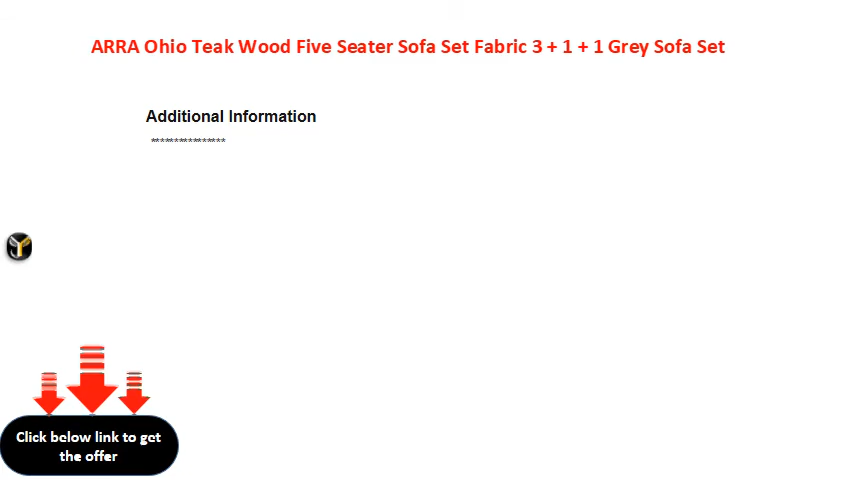 ARRA Ohio Teak Wood Five Seater Sofa Set Fabric 3 + 1 + 1 Grey Sofa Set
Additional Information
****************
Click below link to get
the offer